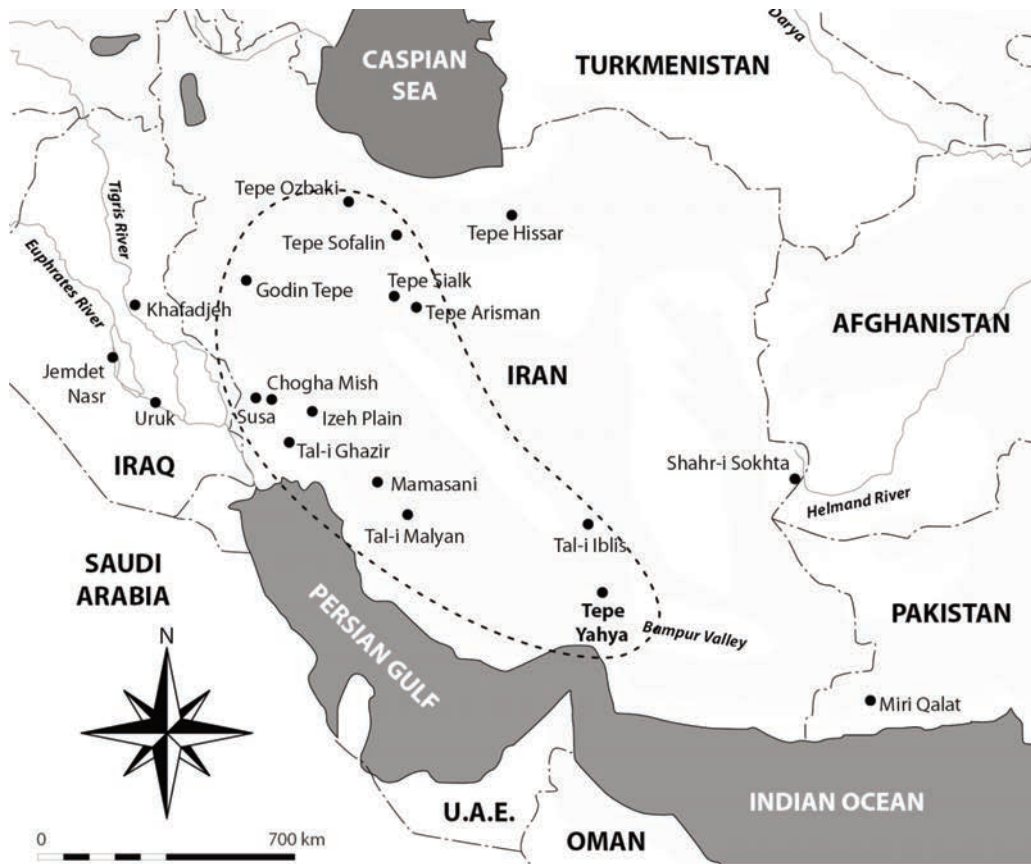 CASPIAN
SEA
TURKMENISTAN
Darya
Tigris River
Euphrates River
Tepe Ozbaki
Tepe Hissar
Tepe Sofalin
Godin Tepe
Tepe Sialk
Tepe Arisman
Khafadjeh
AFGHANISTAN
Jemdet
Nasr
Uruk
Chogha Mish
Susa
Izeh Plain
IRAN
Tal-i Ghazir
IRAQ
Shahr-i Sokhta
Mamasani
Helmand River
Tal-i Malyan
Tal-i Iblis
SAUDI
ARABIA
PERSIAN GULF
Tepe
Yahya
Bampur Valley
PAKISTAN
N
Miri Qalat
INDIAN OCEAN
U.A.E.
OMAN
0 700 km